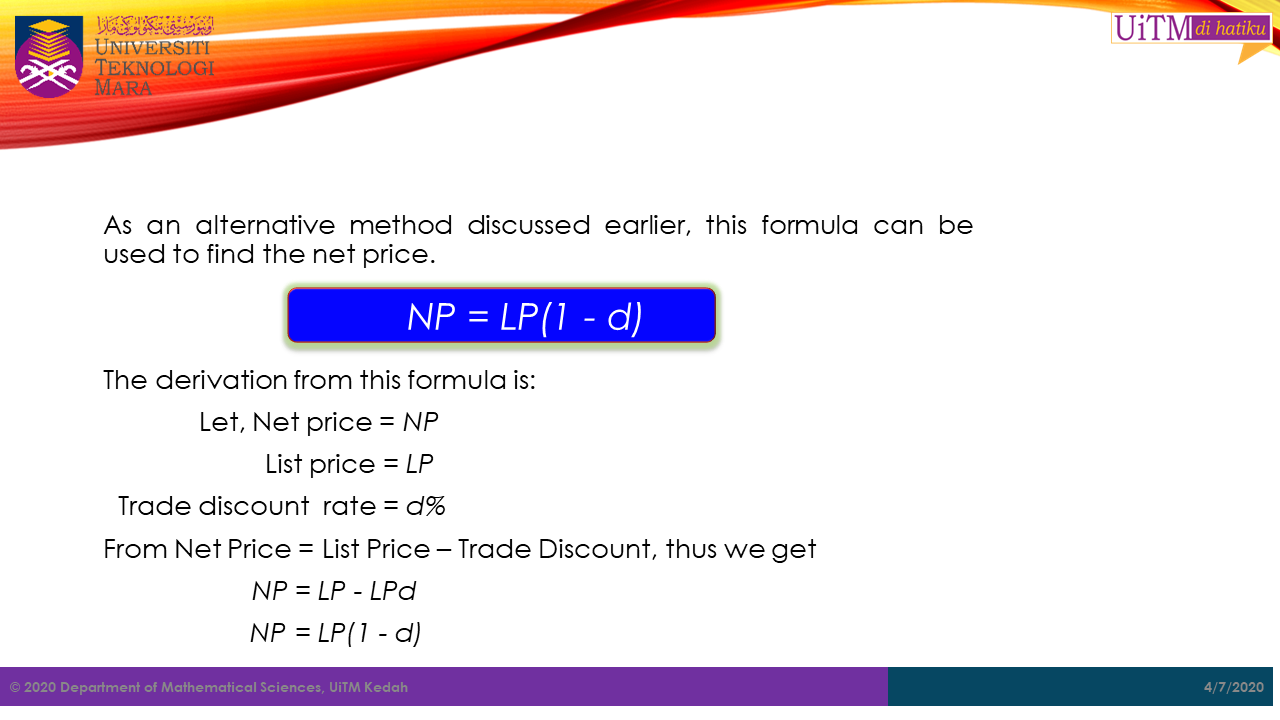 اونيۏرسيتي تيكنولوݢي مارا
UNIVERSITI
TEKNOLOGI
MARA
UiTM di hatiku
As an alternative method discussed earlier, this formula can be
used to find the net price.
NP = LP(1 - d)
The derivation from this formula is:
Let, Net price = NP
List price = LP
Trade discount rate = d%
From Net Price = List Price – Trade Discount, thus we get
NP = LP - LPd
NP = LP(1 - d)
© 2020 Department of Mathematical Sciences, UiTM Kedah
4/7/2020